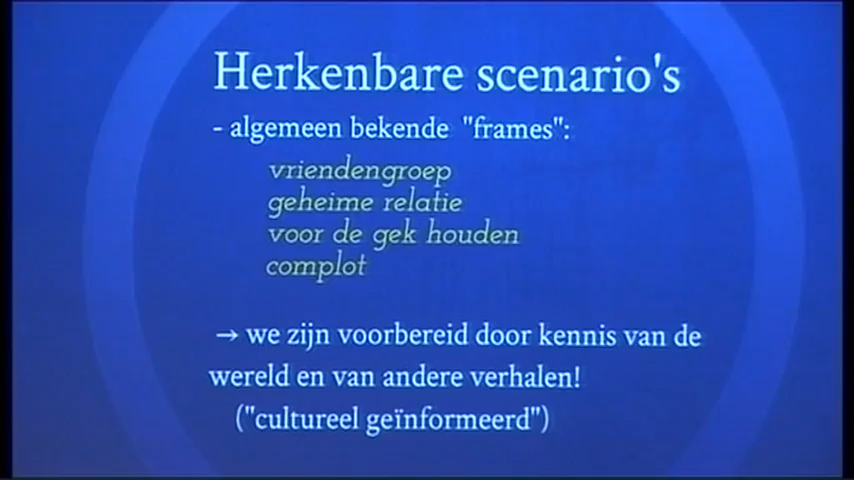 Herkenbare scenario's
- algemeen bekende "frames":
vriendengroep
geheime relatie
voor de gek houden
complot
→ we zijn voorbereid door kennis van de
wereld en van andere verhalen!
("cultureel geïnformeerd")